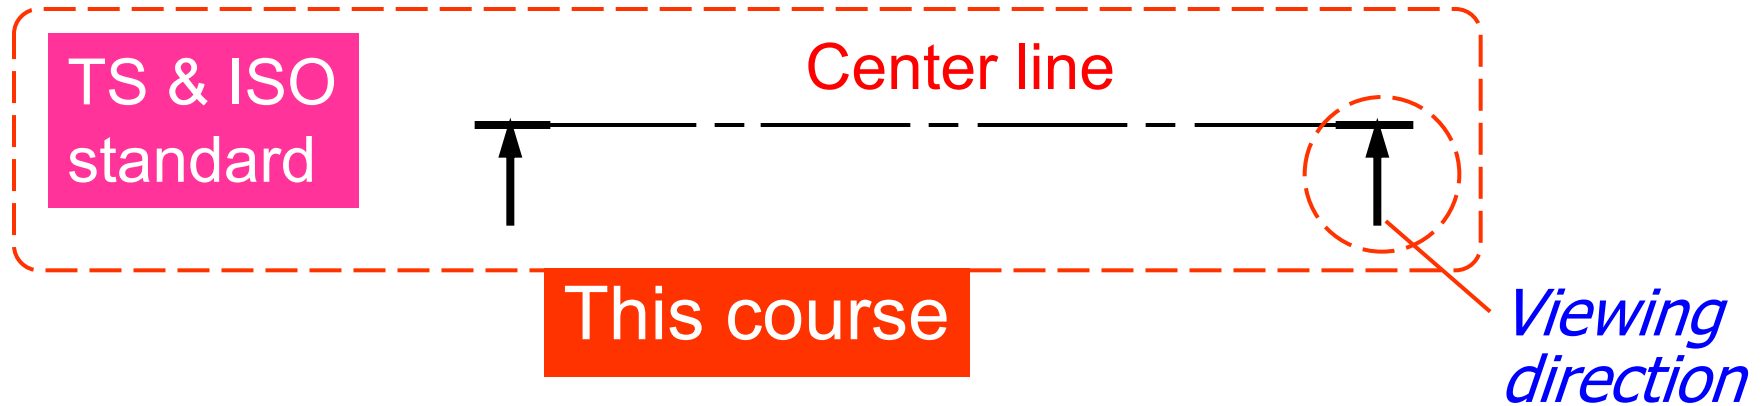 TS & ISO
standard
Center line
This course
Viewing
direction